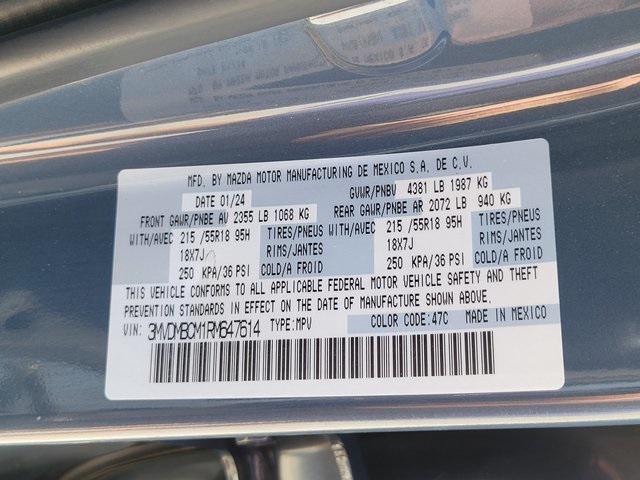 MFD. BY MAZDA MOTOR MANUFACTURING DE MEXICO S.A. DE C.V.
DATE 01/24 GVWR/PNBV 4381 LB 1987 KG
FRONT GAWR/PNBE AV 2355 LB 1068 KG REAR GAWR/PNBE AR 2072 LB 940 KG
WITH/AVEC 215 /55R18 95H TIRES/PNEUS WITH/AVEC 215 /55R18 95H TIRES/PNEUS
18X7J RIMS/JANTES 18X7J RIMS/JANTES
250 KPA/36 PSI COLD/A FROID 250 KPA/36 PSI COLD/A FROID
THIS VEHICLE CONFORMS TO ALL APPLICABLE FEDERAL MOTOR VEHICLE SAFETY AND THEFT
PREVENTION STANDARDS IN EFFECT ON THE DATE OF MANUFACTURE SHOWN ABOVE.
VIN: 3MVDMBCM1RM647614 TYPE: MPV COLOR CODE: 47C MADE IN MEXICO